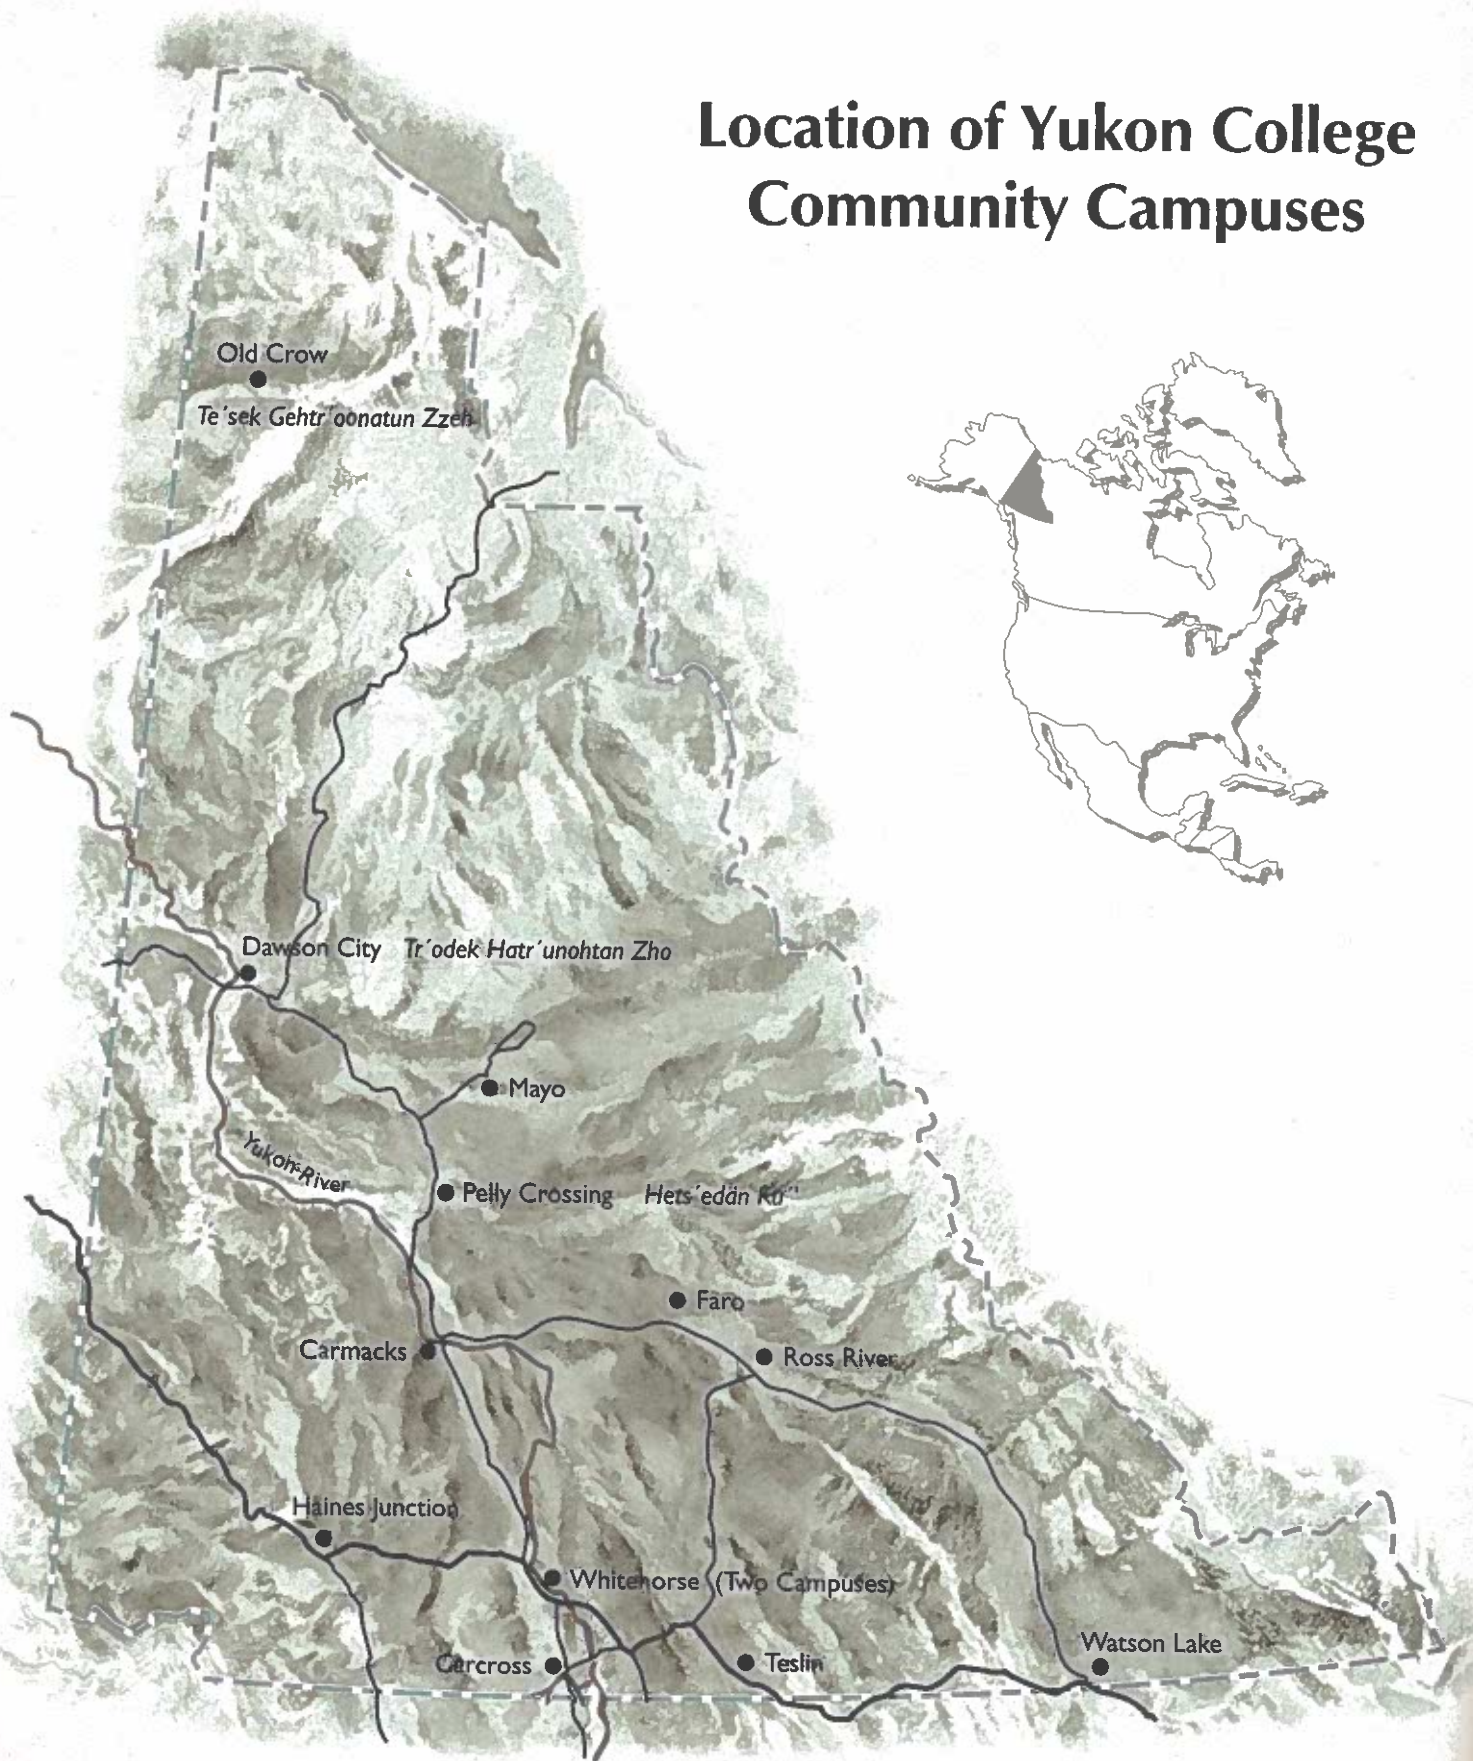 Location of Yukon College
Community Campuses
Old Crow
Te´sek Gehtr´oonatun Zzeh
Dawson City Tr´odek Hatr´unohtan Zho
Mayo
Yukon River
Pelly Crossing Hets´edän Ku¨
Faro
Carmacks
Ross River
Haines Junction
Whitehorse (Two Campuses)
Watson Lake
Carcross
Teslin